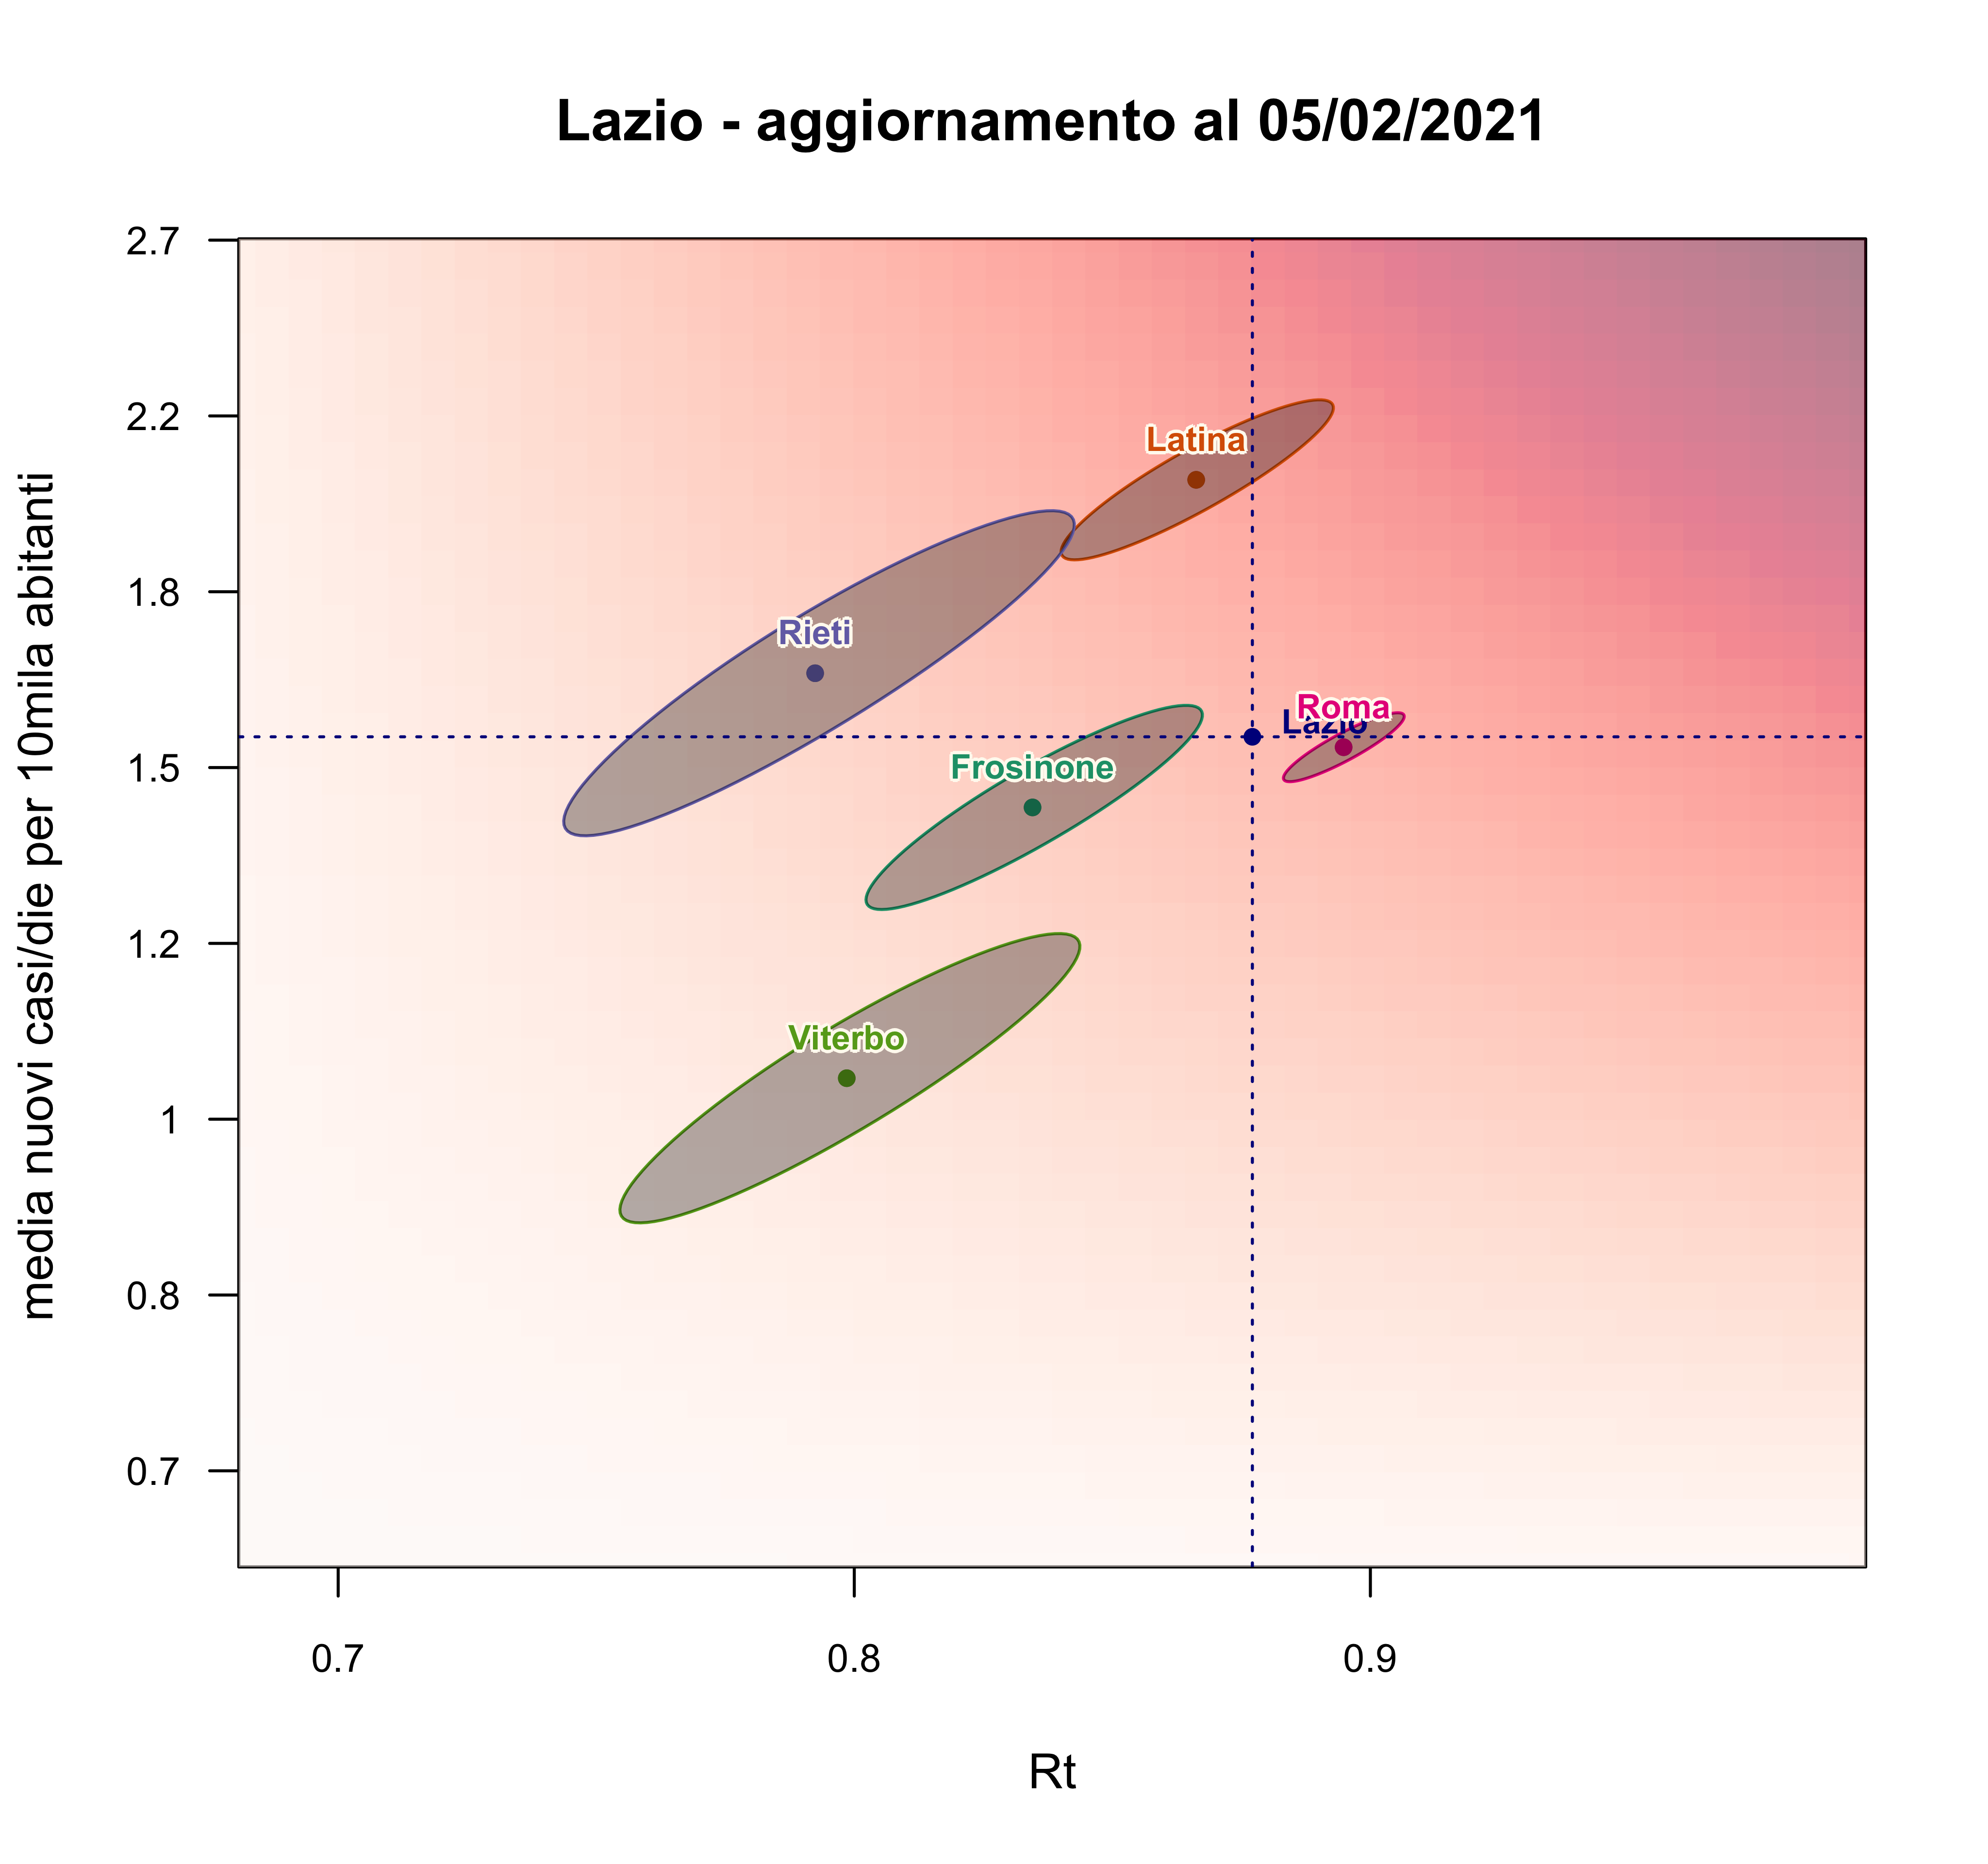 Lazio - aggiornamento al 05/02/2021
media nuovi casi/die per 10mila abitanti
2.7
2.2
1.8
1.5
1.2
1
0.8
0.7
Latina
Rieti
Roma
Lazio
Frosinone
Viterbo
0.7 0.8 0.9
Rt